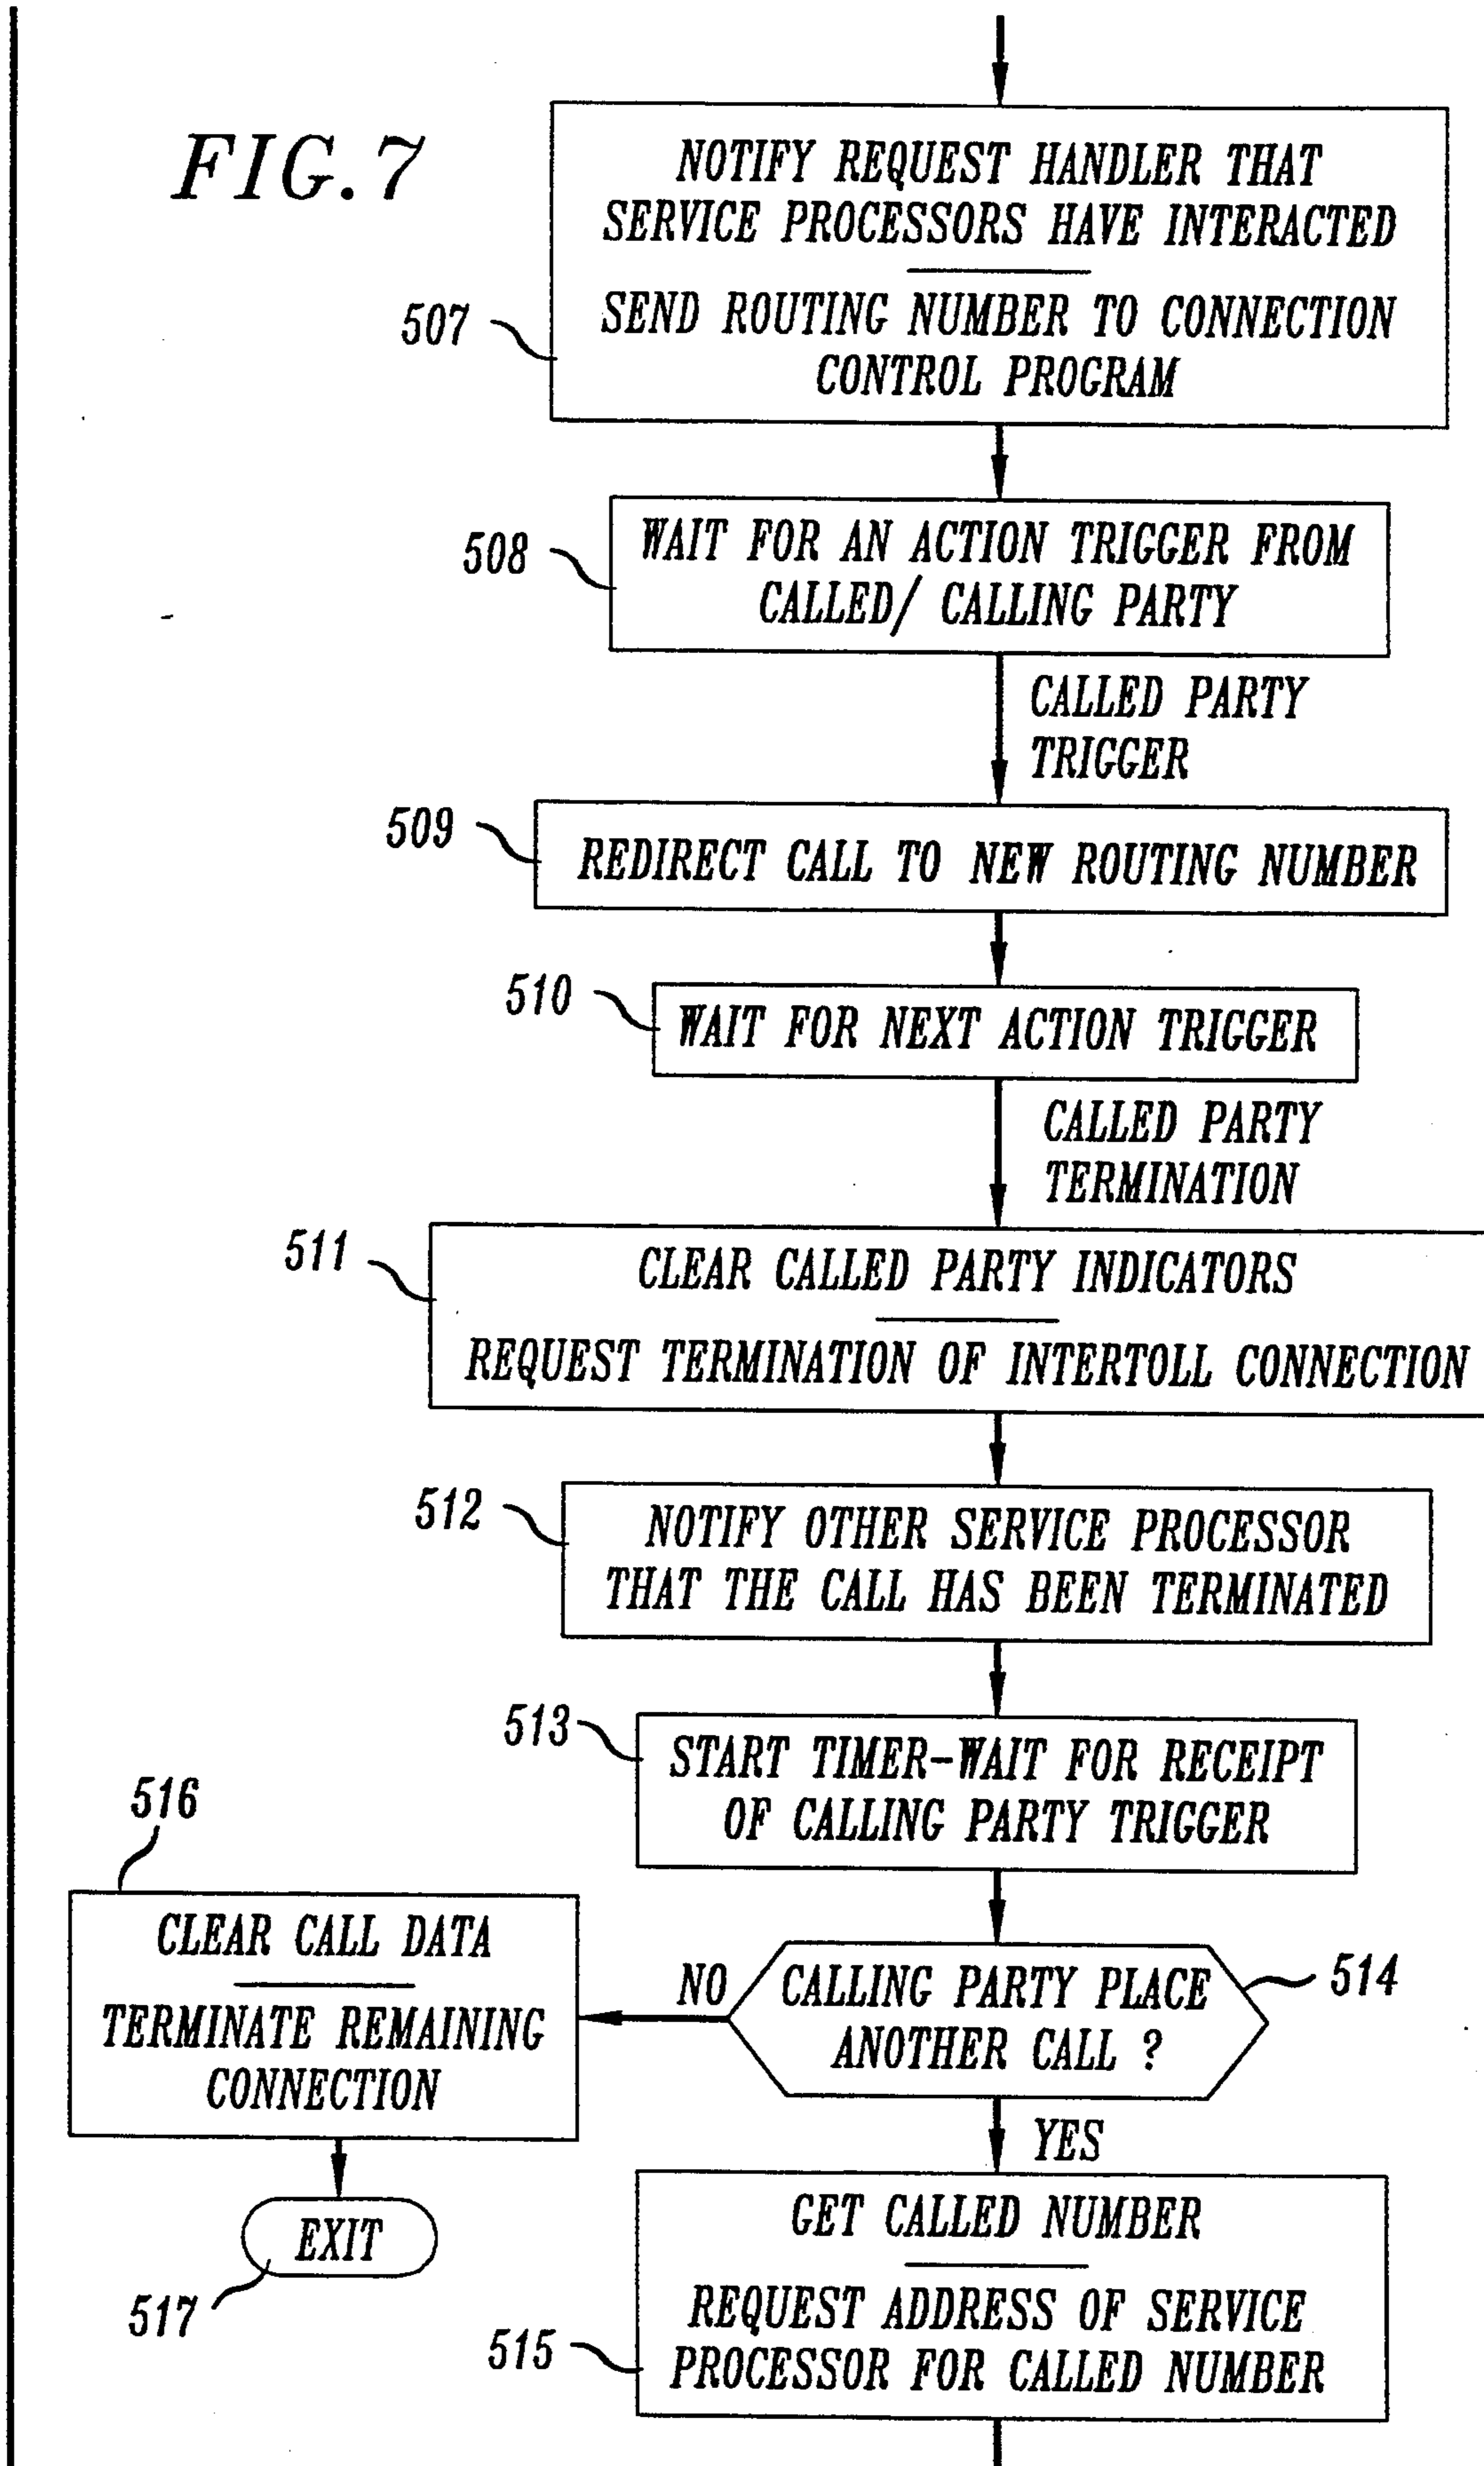 FIG. 7
NOTIFY REQUEST HANDLER THAT
SERVICE PROCESSORS HAVE INTERACTED
SEND ROUTING NUMBER TO CONNECTION
CONTROL PROGRAM
507
WAIT FOR AN ACTION TRIGGER FROM
CALLED/ CALLING PARTY
508
CALLED PARTY
TRIGGER
509
REDIRECT CALL TO NEW ROUTING NUMBER
510
WAIT FOR NEXT ACTION TRIGGER
CALLED PARTY
TERMINATION
511
CLEAR CALLED PARTY INDICATORS
REQUEST TERMINATION OF INTERTOLL CONNECTION
512
NOTIFY OTHER SERVICE PROCESSOR
THAT THE CALL HAS BEEN TERMINATED
513
START TIMER-WAIT FOR RECEIPT
OF CALLING PARTY TRIGGER
514
CALLING PARTY PLACE
ANOTHER CALL ?
NO
516
CLEAR CALL DATA
TERMINATE REMAINING
CONNECTION
EXIT
517
YES
GET CALLED NUMBER
REQUEST ADDRESS OF SERVICE
PROCESSOR FOR CALLED NUMBER
515